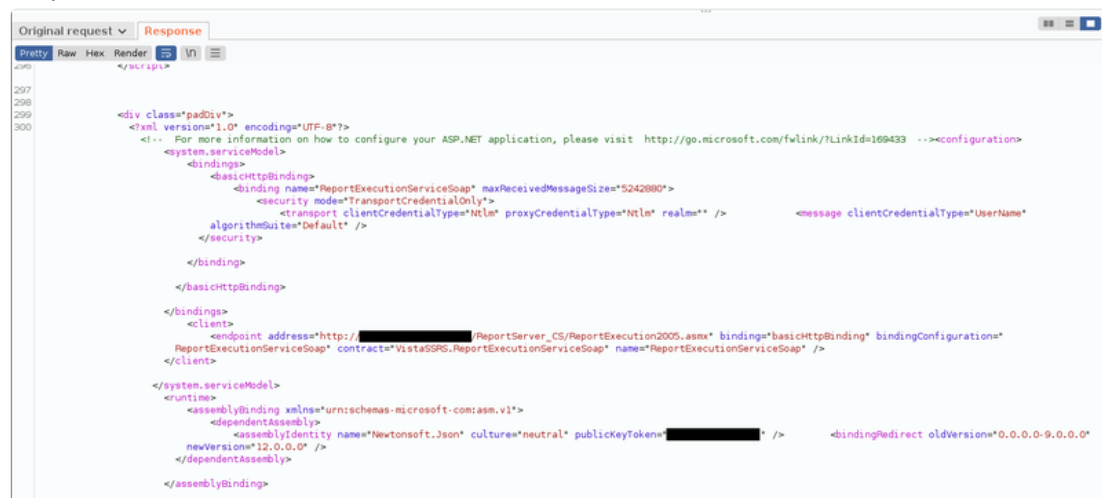 Original request Response
Pretty Raw Hex Render \n
296 </script>
297
298
299 <div class="padDiv">
300 <?xml version="1.0" encoding="UTF-8"?>
<!-- For more information on how to configure your ASP.NET application, please visit http://go.microsoft.com/fwlink/?LinkId=169433 --><configuration>
<system.serviceModel>
<bindings>
<basicHttpBinding>
<binding name="ReportExecutionServiceSoap" maxReceivedMessageSize="5242880">
<security mode="TransportCredentialOnly">
<transport clientCredentialType="Ntlm" proxyCredentialType="Ntlm" realm="" /> <message clientCredentialType="UserName"
algorithmSuite="Default" />
</security>
</binding>
</basicHttpBinding>
</bindings>
<client>
<endpoint address="http:// /ReportServer_CS/ReportExecution2005.asmx" binding="basicHttpBinding" bindingConfiguration="
ReportExecutionServiceSoap" contract="VistaSSRS.ReportExecutionServiceSoap" name="ReportExecutionServiceSoap" />
</client>
</system.serviceModel>
<runtime>
<assemblyBinding xmlns="urn:schemas-microsoft-com:asm.v1">
<dependentAssembly>
<assemblyIdentity name="Newtonsoft.Json" culture="neutral" publicKeyToken=" " /> <bindingRedirect oldVersion="0.0.0.0-9.0.0.0"
newVersion="12.0.0.0" />
</dependentAssembly>
</assemblyBinding>